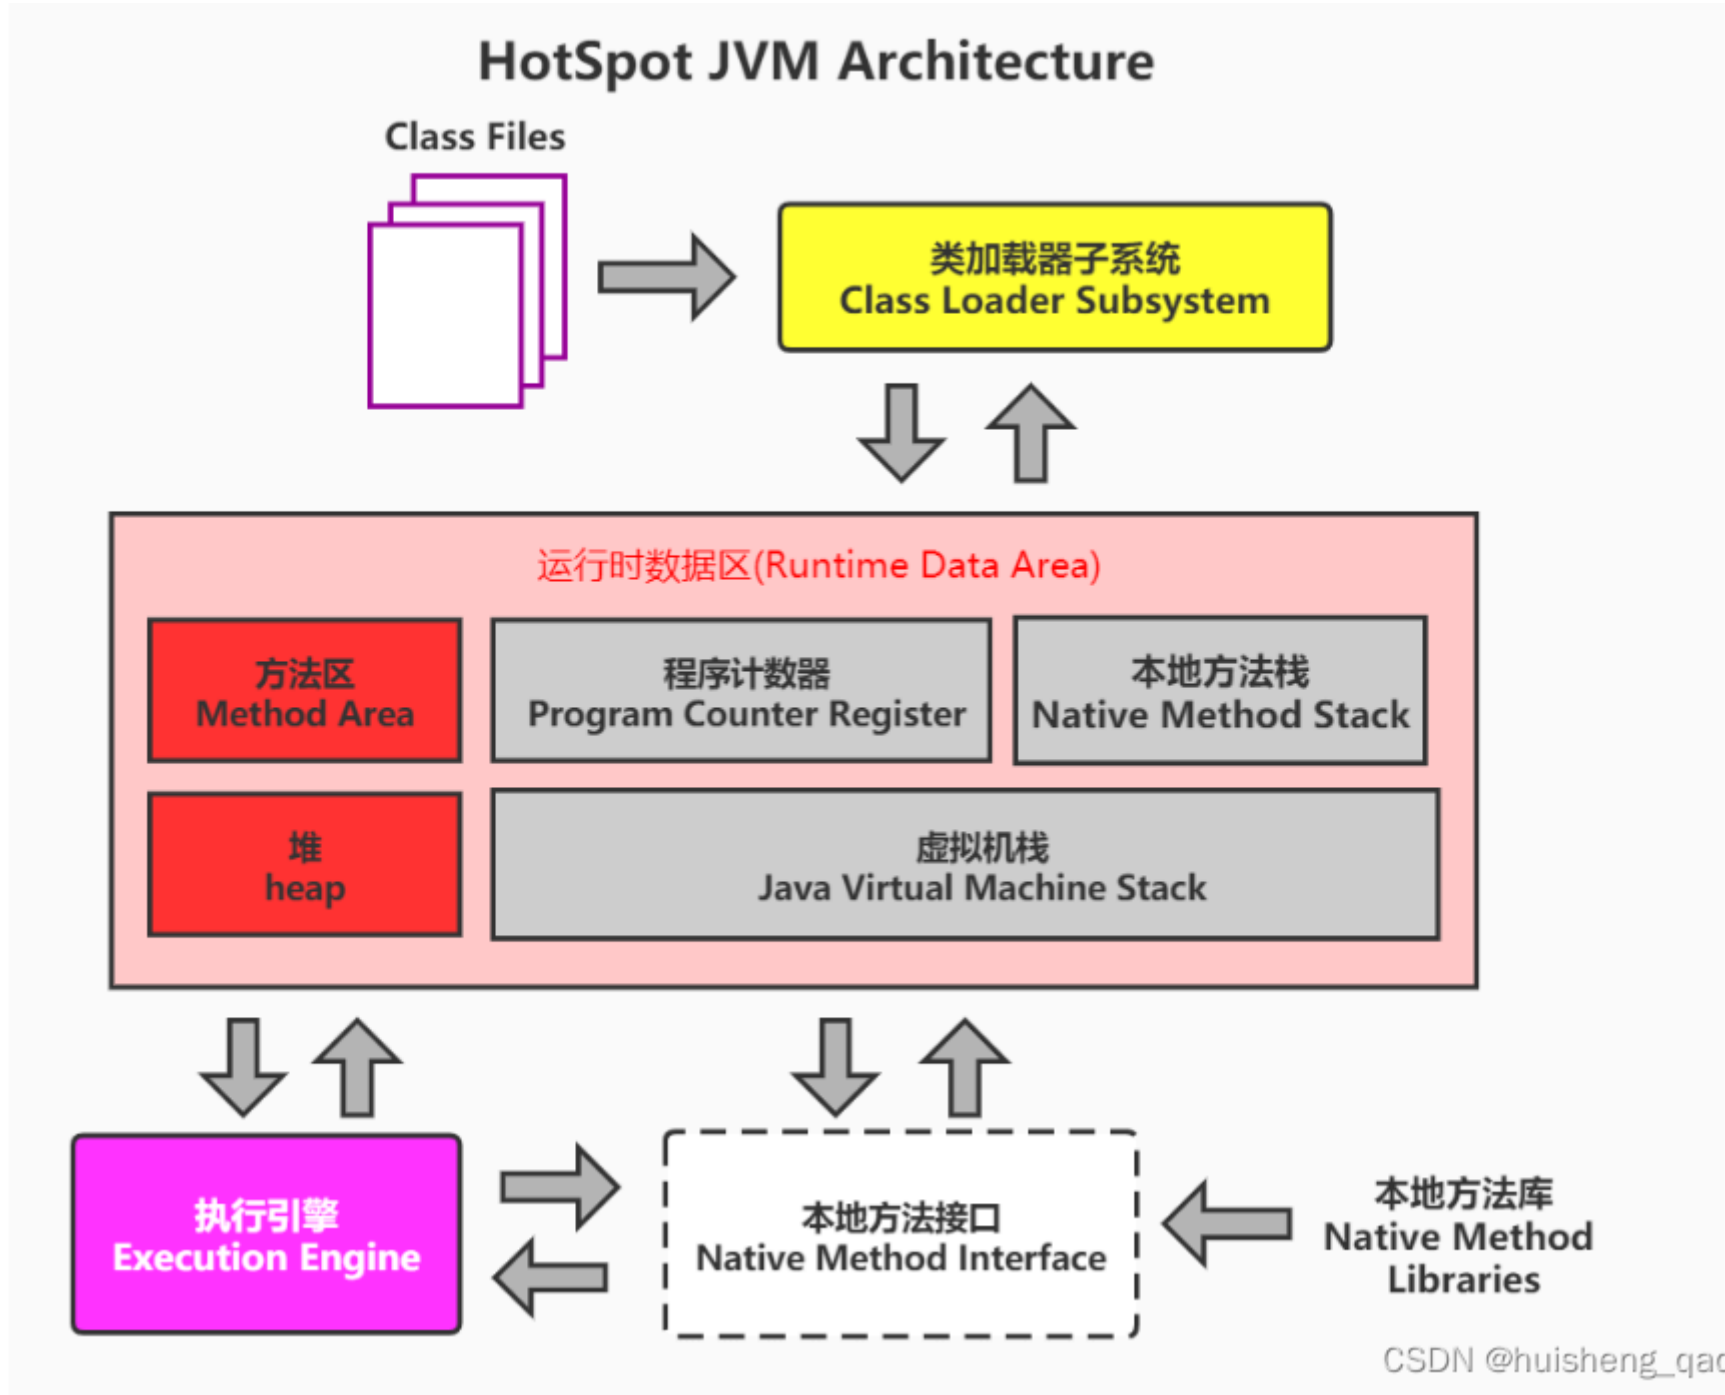 HotSpot JVM Architecture
Class Files
类加载器子系统
Class Loader Subsystem
运行时数据区(Runtime Data Area)
方法区
Method Area
程序计数器
Program Counter Register
本地方法栈
Native Method Stack
堆
heap
虚拟机栈
Java Virtual Machine Stack
执行引擎
Execution Engine
本地方法接口
Native Method Interface
本地方法库
Native Method
Libraries
CSDN @huisheng_qac